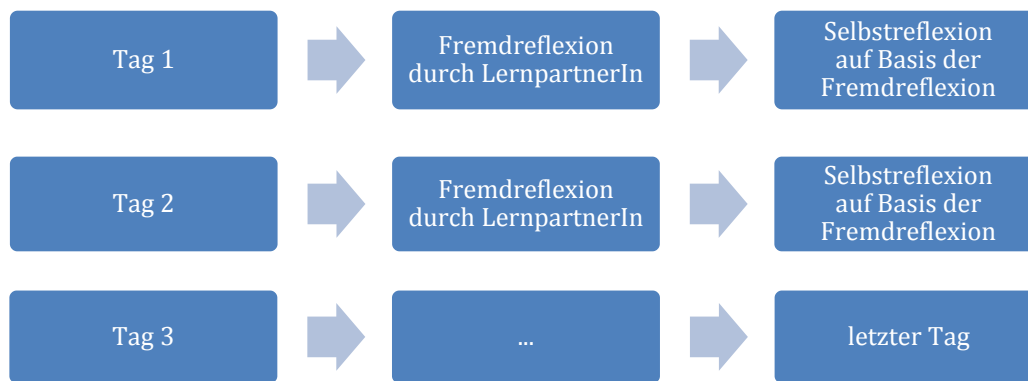 Tag 1
Fremdreflexion
durch LernpartnerIn
Selbstreflexion
auf Basis der
Fremdreflexion
Tag 2
Fremdreflexion
durch LernpartnerIn
Selbstreflexion
auf Basis der
Fremdreflexion
Tag 3
...
letzter Tag